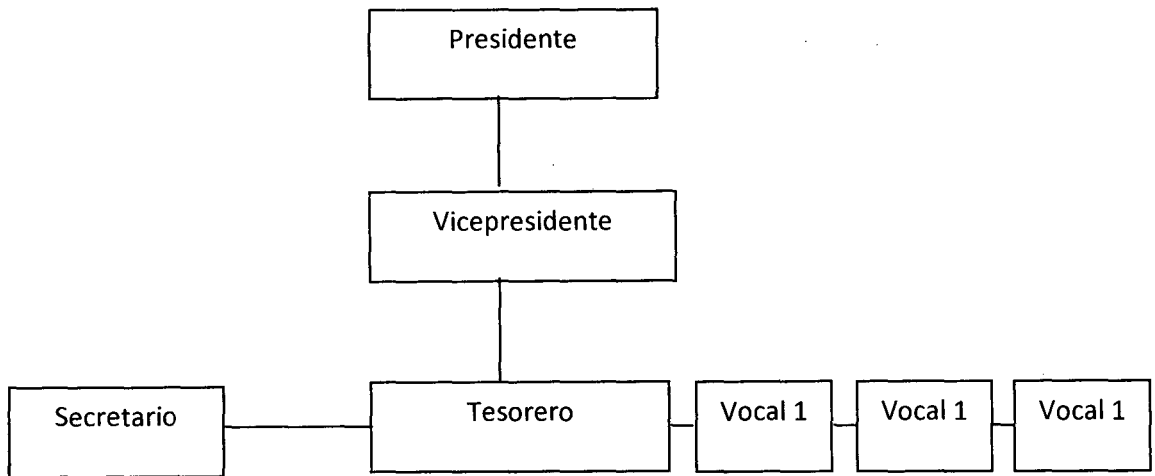 Presidente
Vicepresidente
Secretario
Tesorero
Vocal 1
Vocal 1
Vocal 1